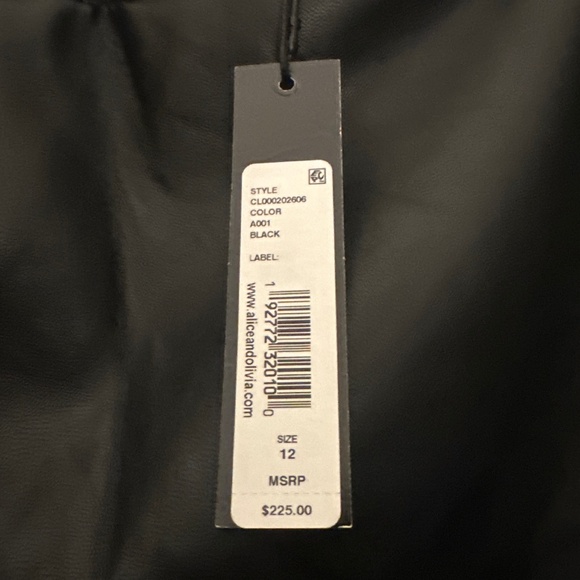 STYLE
CL000202606
COLOR
A001
BLACK
LABEL:
1 92772 32010 0
www.aliceandolivia.com
SIZE
12
MSRP
$225.00